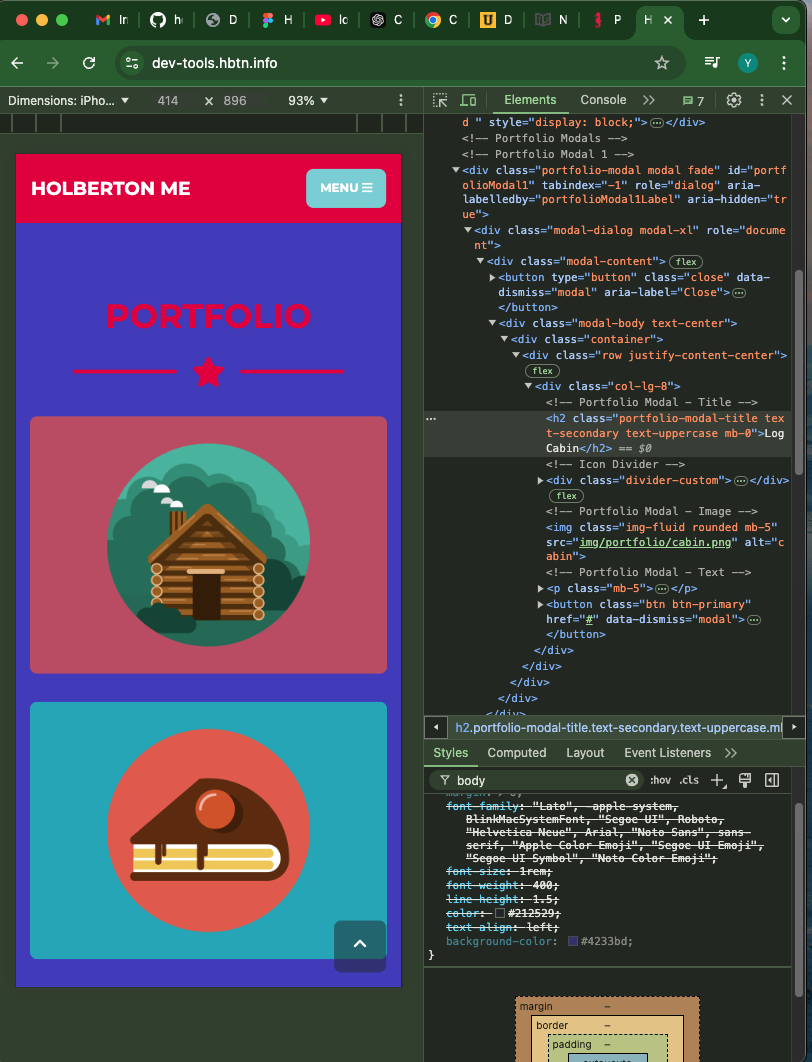 In
h
D
H
Ic
C
C
D
N
P
H
dev-tools.hbtn.info
Y
Dimensions: iPho...
414
×
896
93%
Elements
Console
7
HOLBERTON ME
MENU
PORTFOLIO
d " style="display: block;">…</div>
<!-- Portfolio Modals -->
<!-- Portfolio Modal 1 -->
<div class="portfolio-modal modal fade" id="portf
olioModal1" tabindex="-1" role="dialog" aria-
labelledby="portfolioModal1Label" aria-hidden="tr
ue">
<div class="modal-dialog modal-xl" role="docume
nt">
<div class="modal-content"> flex
<button type="button" class="close" data-
dismiss="modal" aria-label="Close">…
</button>
<div class="modal-body text-center">
<div class="container">
<div class="row justify-content-center">
flex
<div class="col-lg-8">
<!-- Portfolio Modal - Title -->
<h2 class="portfolio-modal-title tex
t-secondary text-uppercase mb-0">Log
Cabin</h2> == $0
<!-- Icon Divider -->
<div class="divider-custom">…</div>
flex
<!-- Portfolio Modal - Image -->
<img class="img-fluid rounded mb-5"
src="img/portfolio/cabin.png" alt="c
abin">
<!-- Portfolio Modal - Text -->
<p class="mb-5">…</p>
<button class="btn btn-primary"
href="#" data-dismiss="modal">…
</button>
</div>
</div>
</div>
</div>
</div>
h2.portfolio-modal-title.text-secondary.text-uppercase.m
Styles
Computed
Layout
Event Listeners
body
:hov
.cls
margin: 0;
font-family: "Lato", -apple-system,
BlinkMacSystemFont, "Segoe UI", Roboto,
"Helvetica Neue", Arial, "Noto Sans", sans-
serif, "Apple Color Emoji", "Segoe UI Emoji",
"Segoe UI Symbol", "Noto Color Emoji";
font-size: 1rem;
font-weight: 400;
line-height: 1.5;
color: #212529;
text-align: left;
background-color: #4233bd;
}
margin
–
border
–
padding
–